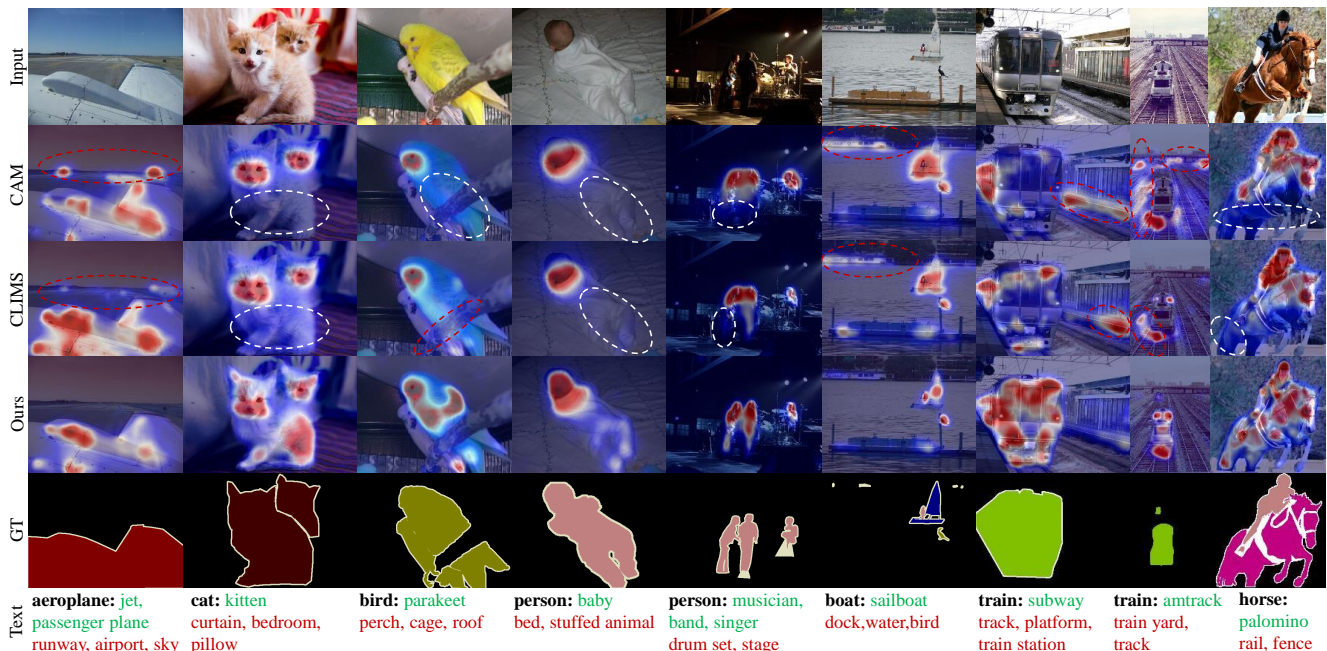 Input
CAM
CLIMS
Ours
GT
Text
aeroplane: jet,
passenger plane
runway, airport, sky
cat: kitten
curtain, bedroom,
pillow
bird: parakeet
perch, cage, roof
person: baby
bed, stuffed animal
person: musician,
band, singer
drum set, stage
boat: sailboat
dock,water,bird
train: subway
track, platform,
train station
train: amtrack
train yard,
track
horse:
palomino
rail, fence